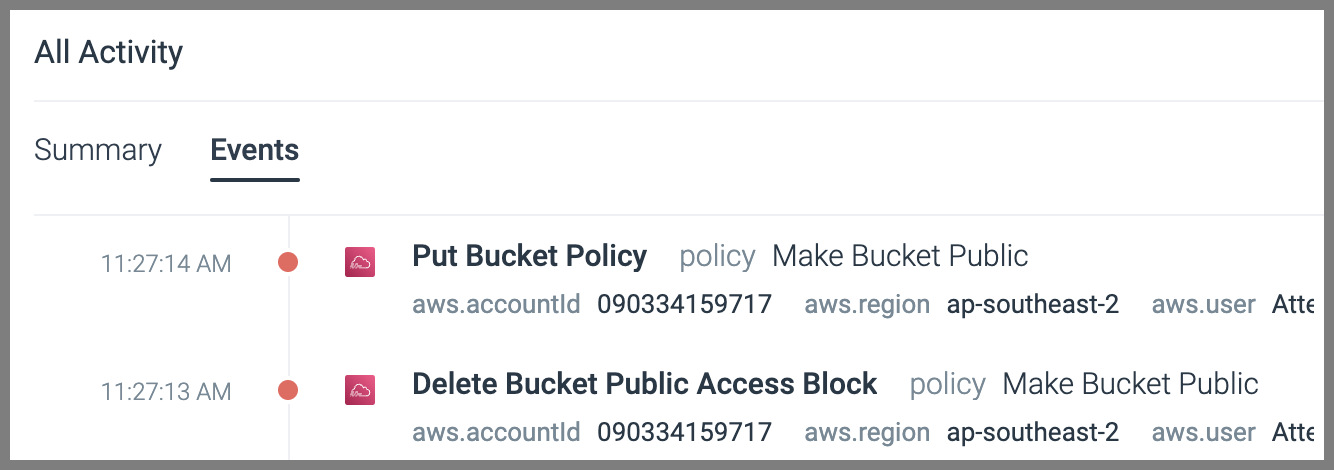 All Activity
Summary Events
11:27:14 AM Put Bucket Policy policy Make Bucket Public
aws.accountId 090334159717 aws.region ap-southeast-2 aws.user Atte
11:27:13 AM Delete Bucket Public Access Block policy Make Bucket Public
aws.accountId 090334159717 aws.region ap-southeast-2 aws.user Atte